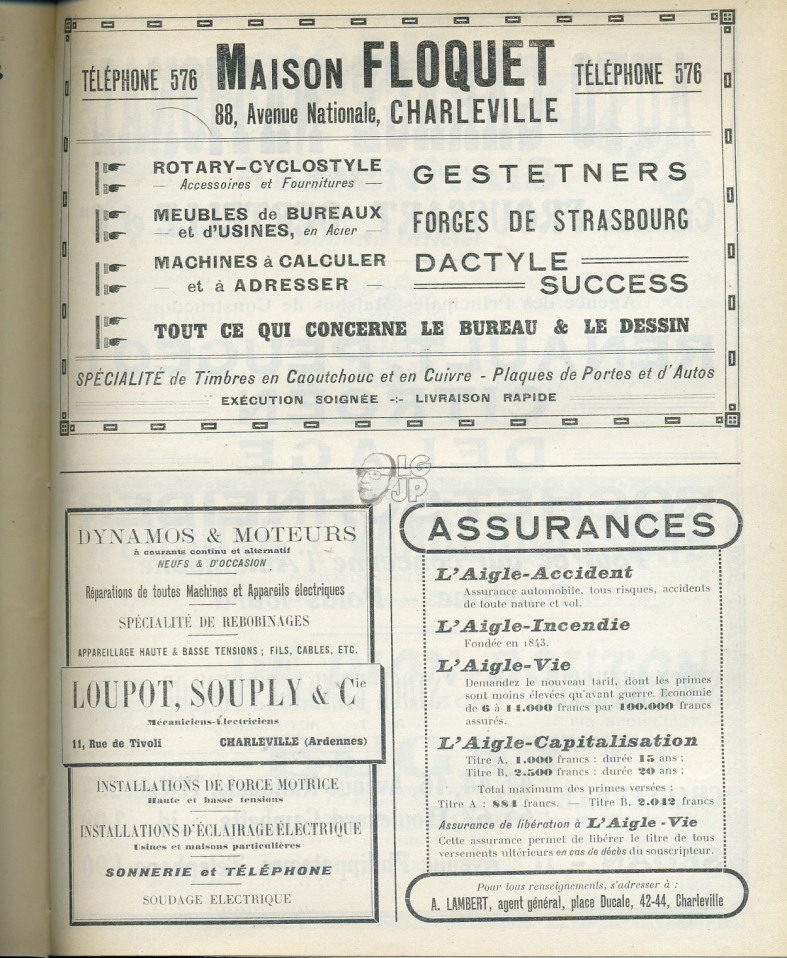 TÉLÉPHONE 576 MAISON FLOQUET TÉLÉPHONE 576
88, Avenue Nationale, CHARLEVILLE
ROTARY-CYCLOSTYLE
— Accessoires et Fournitures —
GESTETNERS
MEUBLES de BUREAUX
— et d'USINES, en Acier —
FORGES DE STRASBOURG
MACHINES à CALCULER
— et à ADRESSER —
DACTYLE
SUCCESS
TOUT CE QUI CONCERNE LE BUREAU & LE DESSIN
SPÉCIALITÉ de Timbres en Caoutchouc et en Cuivre - Plaques de Portes et d'Autos
EXÉCUTION SOIGNÉE -:- LIVRAISON RAPIDE
LG
JP
DYNAMOS & MOTEURS
à courants continu et alternatif
NEUFS & D'OCCASION
Réparations de toutes Machines et Appareils électriques
SPÉCIALITÉ DE REBOBINAGES
APPAREILLAGE HAUTE & BASSE TENSIONS ; FILS, CABLES, ETC.
LOUPOT, SOUPLY & Cie
Mécaniciens-Électriciens
11, Rue de Tivoli CHARLEVILLE (Ardennes)
INSTALLATIONS DE FORCE MOTRICE
Haute et basse tensions
INSTALLATIONS D'ÉCLAIRAGE ÉLECTRIQUE
Usines et maisons particulières
SONNERIE et TÉLÉPHONE
SOUDAGE ELECTRIQUE
ASSURANCES
L'Aigle-Accident
Assurance automobile, tous risques, accidents
de toute nature et vol.
L'Aigle-Incendie
Fondée en 1843.
L'Aigle-Vie
Demandez le nouveau tarif, dont les primes
sont moins élevées qu'avant guerre. Economie
de 6 à 14.000 francs par 100.000 francs
assurés.
L'Aigle-Capitalisation
Titre A, 1.000 francs : durée 15 ans ;
Titre B, 2.500 francs : durée 20 ans ;
Total maximum des primes versées ;
Titre A : 884 francs. — Titre B, 2.042 francs
Assurance de libération à L'Aigle-Vie
Cette assurance permet de libérer le titre de tous
versements ultérieurs en cas de décès du souscripteur.
Pour tous renseignements, s'adresser à :
A. LAMBERT, agent général, place Ducale, 42-44, Charleville